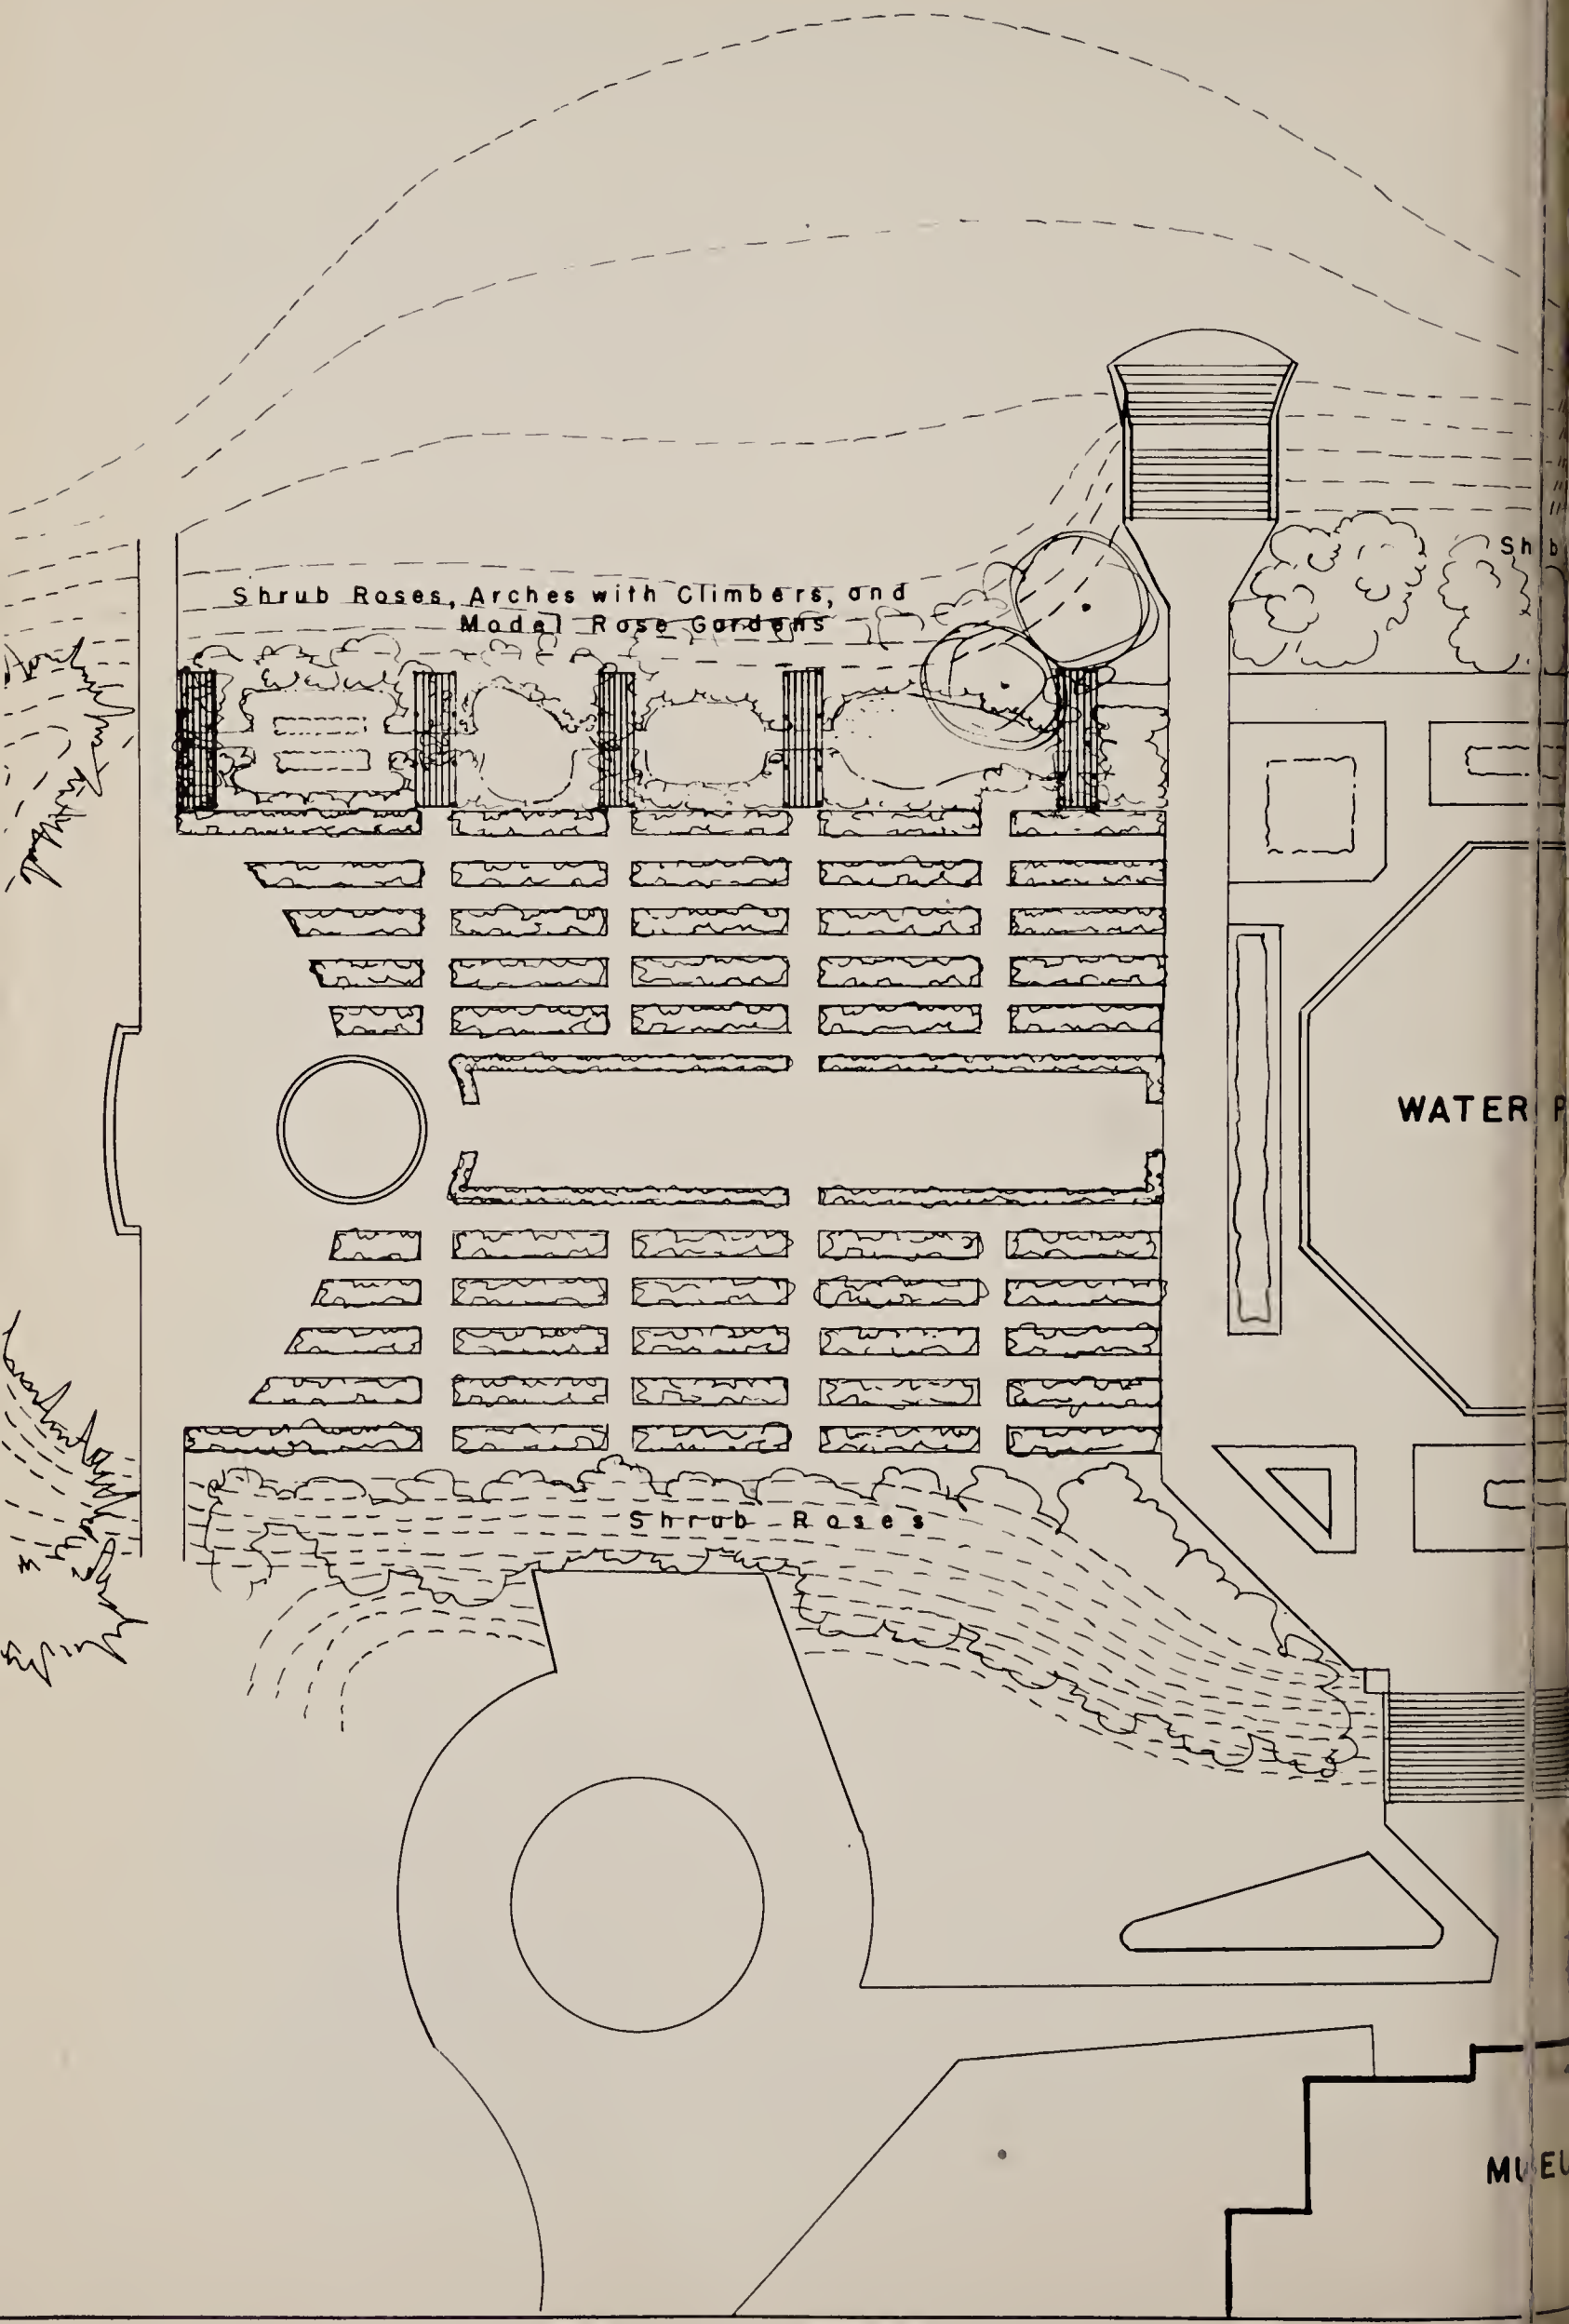 Shrub Roses, Arches with Climbers, and
Model Rose Gardens
WATER
Shrub Roses